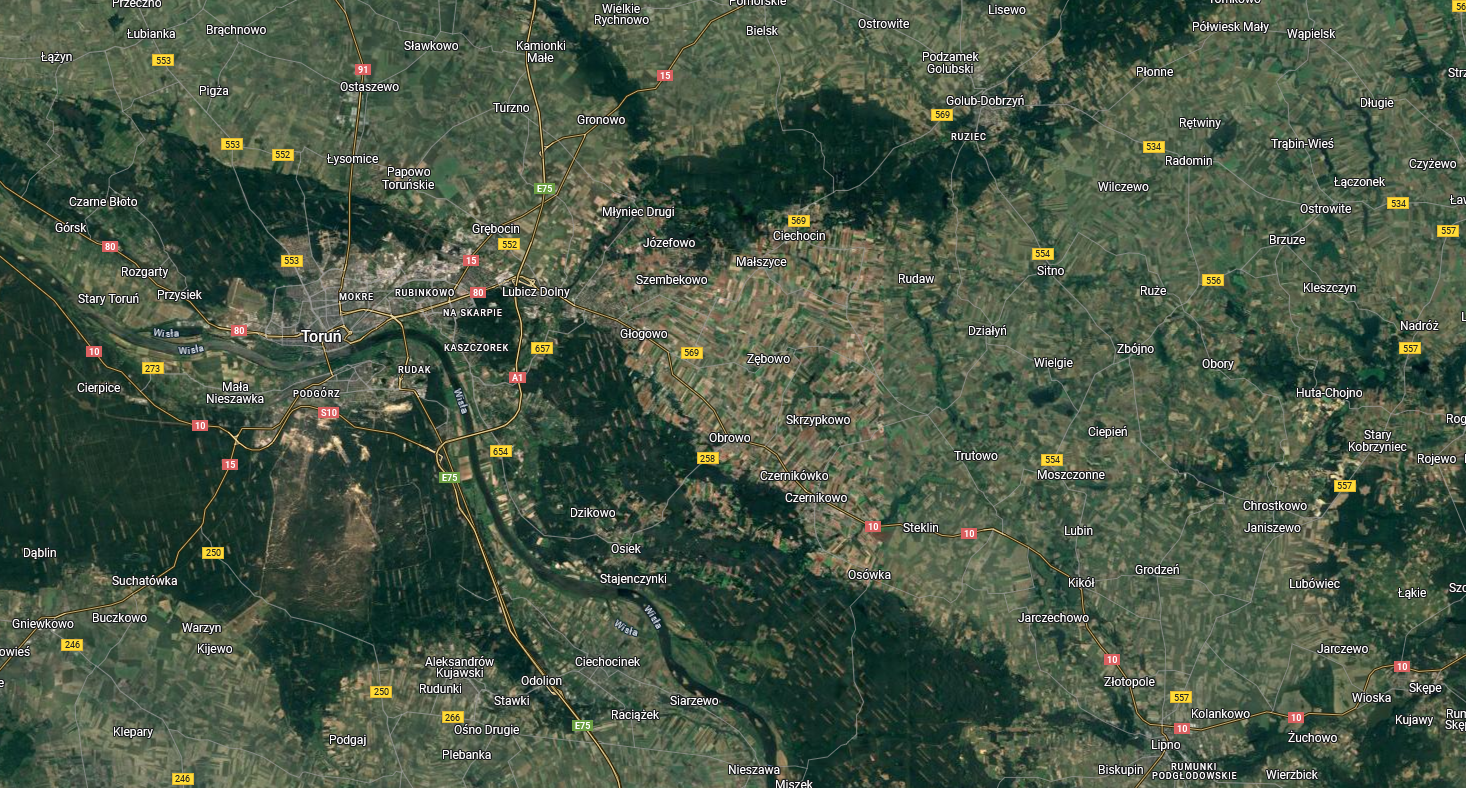 Przeczno
Wielkie
Rychnowo
Pomorskie
Lisewo
Łubianka
Brąchnowo
Sławkowo
Kamionki
Małe
Bielsk
Ostrowite
Półwiesk Mały
Wąpielsk
Łążyn
553
91
15
Podzamek
Golubski
Płonne
Pigża
Ostaszewo
Turzno
Gronowo
569
Golub-Dobrzyń
RUZIEC
Długie
Rętwiny
553
552
Łysomice
534
Radomin
Trąbin-Wieś
Czyżewo
Papowo
Toruńskie
E75
Wilczewo
Łączonek
Czarne Błoto
Młyniec Drugi
569
Ostrowite
534
Górsk
80
Grębocin
552
Józefowo
Ciechocin
Brzuze
557
553
15
Małszyce
554
Sitno
Rozgarty
Szembekowo
Rudaw
556
Stary Toruń
Przysiek
MOKRE
RUBINKOWO
80
Lubicz Dolny
Ruże
Kleszczyn
NA SKARPIE
80
Wisła
Toruń
Głogowo
Działyń
Nadróż
10
Wisła
KASZCZOREK
657
569
Zębowo
Zbójno
557
273
RUDAK
A1
Wielgie
Obory
Cierpice
Mała
Nieszawka
PODGÓRZ
Wisła
Huta-Chojno
10
S10
Skrzypkowo
15
654
Obrowo
258
Ciepień
Stary
Kobrzyniec
E75
Trutowo
554
Moszczonne
Rojewo
Czernikówko
557
Czernikowo
Chrostkowo
Dzikowo
10
Steklin
10
Lubin
Janiszewo
Dąblin
250
Osiek
Suchatówka
Stajenczynki
Osówka
Grodzeń
Kikół
Lubówiec
Łąkie
Gniewkowo
Buczkowo
Warzyn
Wisła
Wisła
Jarczechowo
246
Kijewo
Aleksandrów
Kujawski
Ciechocinek
10
Jarczewo
10
Rudunki
Odolion
Złotopole
250
Stawki
Siarzewo
557
Wioska
Skępe
266
Raciążek
Kolankowo
10
Kujawy
Klepary
Ośno Drugie
E75
10
Żuchowo
Podgaj
Plebanka
Lipno
246
Nieszawa
Biskupin
RUMUNKI
PODGŁODOWSKIE
Wierzbick
Miszek